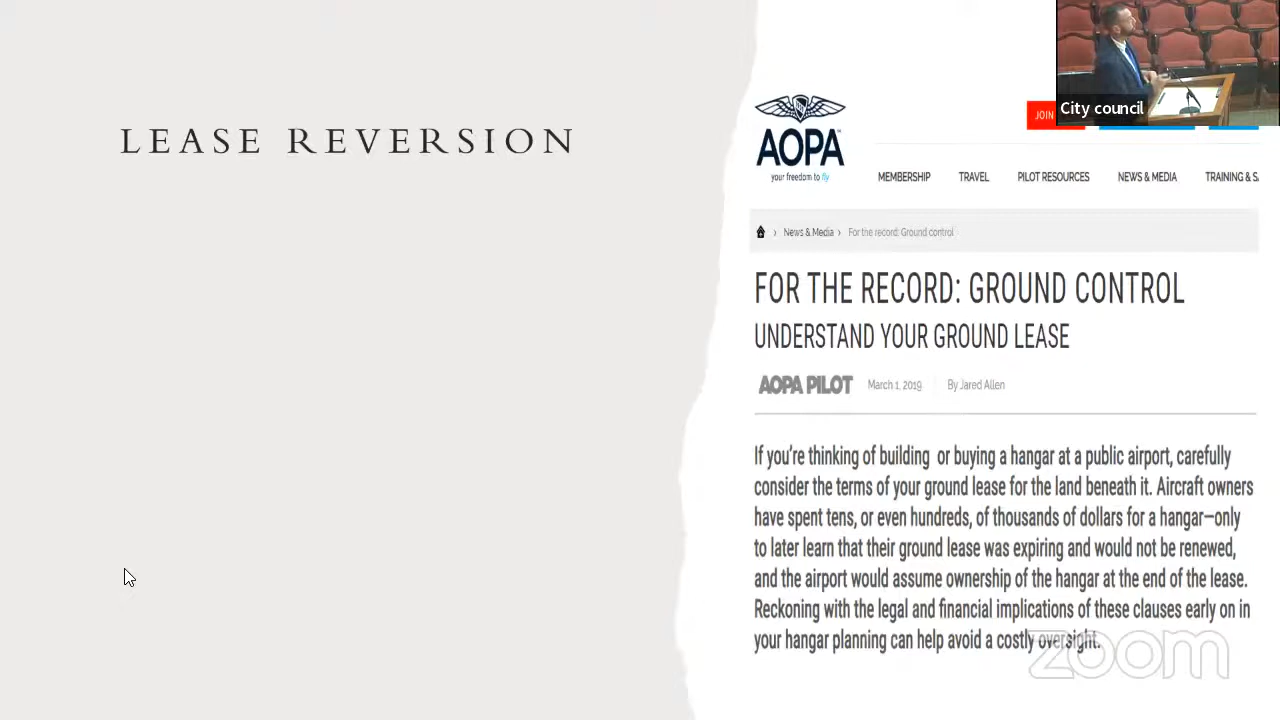 LEASE REVERSION
City council
JOIN
AOPA
your freedom to fly
MEMBERSHIP TRAVEL PILOT RESOURCES NEWS & MEDIA TRAINING & S
News & Media › For the record: Ground control
FOR THE RECORD: GROUND CONTROL
UNDERSTAND YOUR GROUND LEASE
AOPA PILOT March 1, 2019 By Jared Allen
If you're thinking of building or buying a hangar at a public airport, carefully
consider the terms of your ground lease for the land beneath it. Aircraft owners
have spent tens, or even hundreds, of thousands of dollars for a hangar—only
to later learn that their ground lease was expiring and would not be renewed,
and the airport would assume ownership of the hangar at the end of the lease.
Reckoning with the legal and financial implications of these clauses early on in
your hangar planning can help avoid a costly oversight.
zoom